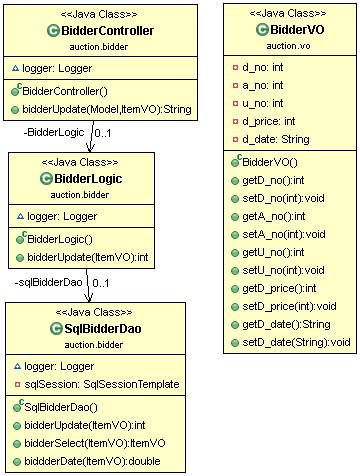 <<Java Class>>
BidderController
auction.bidder
logger: Logger
BidderController()
bidderUpdate(Model,ItemVO):String
-BidderLogic
0..1
<<Java Class>>
BidderLogic
auction.bidder
logger: Logger
BidderLogic()
bidderUpdate(ItemVO):int
-sqlBidderDao
0..1
<<Java Class>>
SqlBidderDao
auction.bidder
logger: Logger
sqlSession: SqlSessionTemplate
SqlBidderDao()
bidderUpdate(ItemVO):int
bidderSelect(ItemVO):ItemVO
bidderDate(ItemVO):double
<<Java Class>>
BidderVO
auction.vo
d_no: int
a_no: int
u_no: int
d_price: int
d_date: String
BidderVO()
getD_no():int
setD_no(int):void
getA_no():int
setA_no(int):void
getU_no():int
setU_no(int):void
getD_price():int
setD_price(int):void
getD_date():String
setD_date(String):void